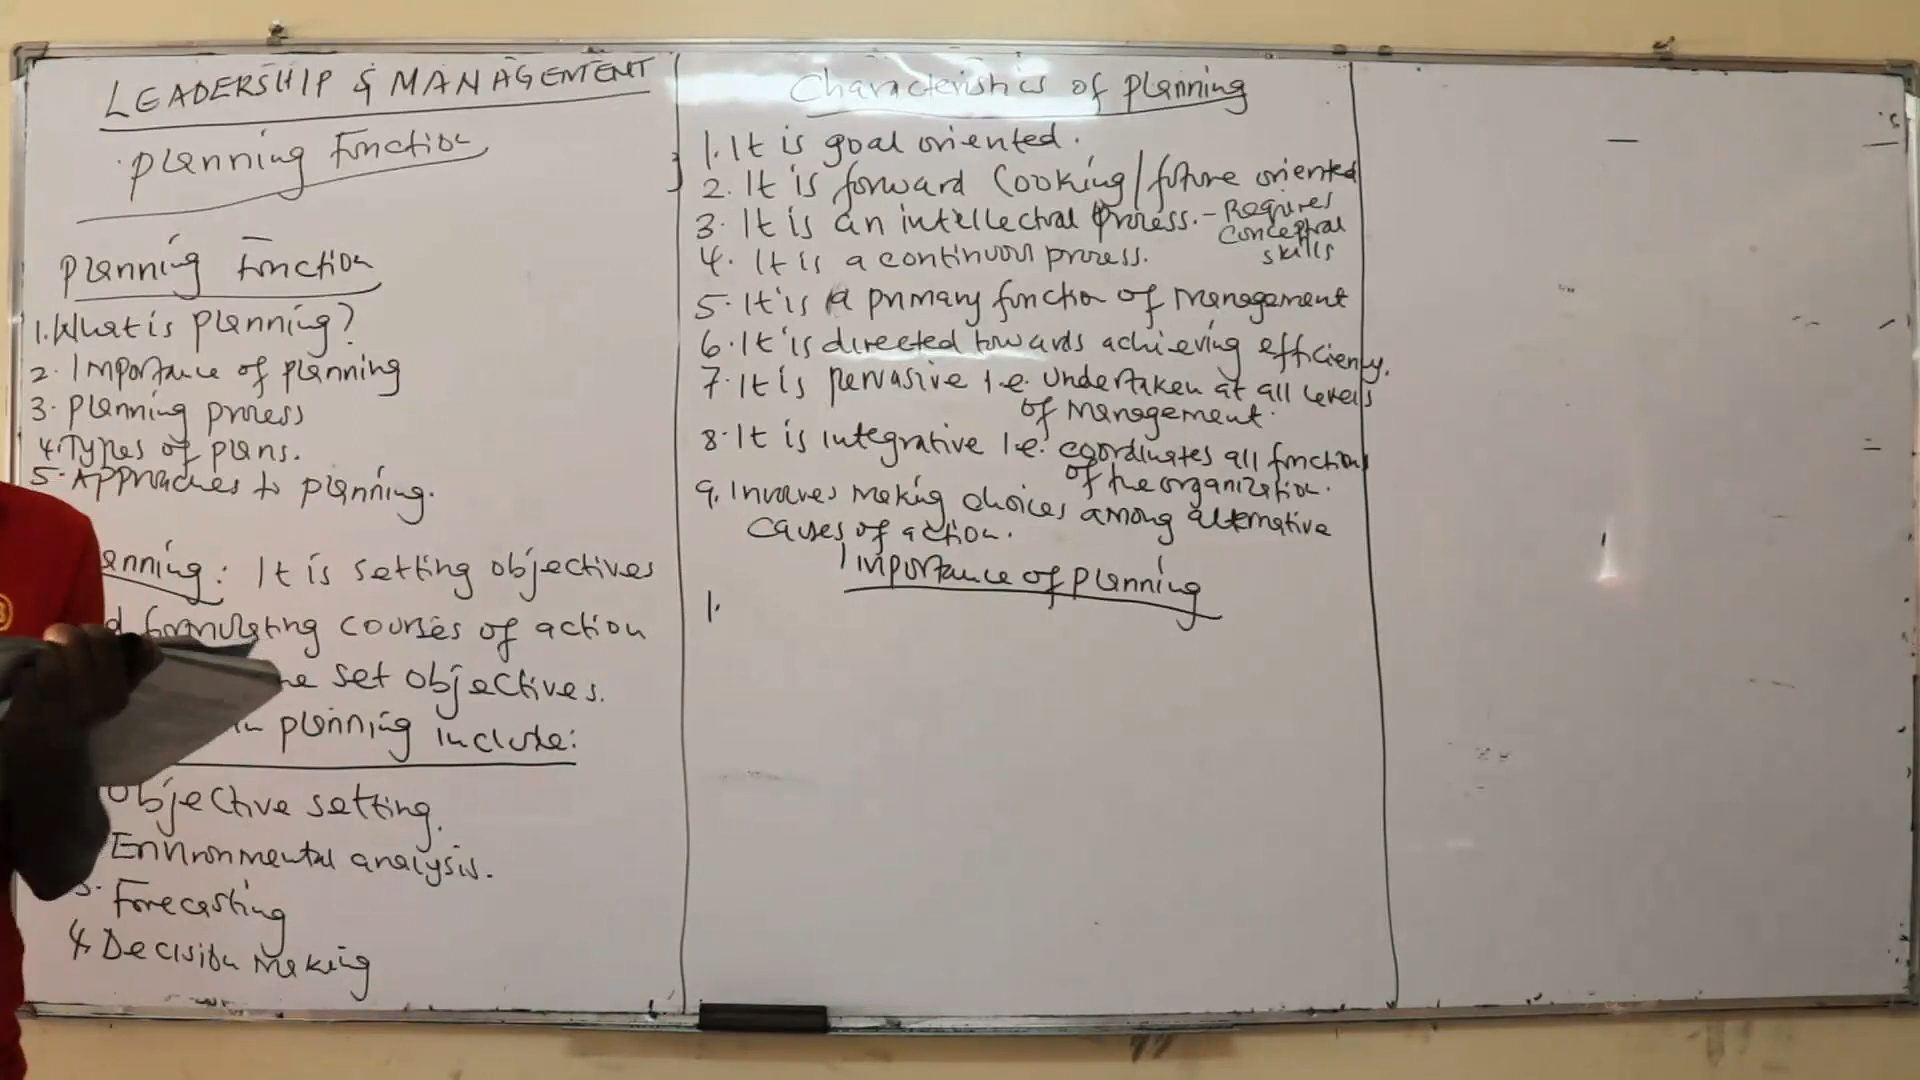 LEADERSHIP & MANAGEMENT
Planning Function
Planning Function
1. What is planning?
2. Importance of planning
3. Planning process
4. Types of plans.
5. Approaches to planning.
anning: It is setting objectives
formulating courses of action
set objectives.
in planning include:
Objective setting.
Environmental analysis.
3. Forecasting
4. Decision Making
Characteristics of planning
1. It is goal oriented.
2. It is forward looking/future oriented
3. It is an intellectual process. - Requires
conceptual
skills
4. It is a continuous process.
5. It is a primary function of management
6. It is directed towards achieving efficiency.
7. It is pervasive i.e. undertaken at all levels
of management.
8. It is integrative i.e. coordinates all functions
of the organization.
9. Involves making choices among alternative
causes of action.
Importance of planning
1.